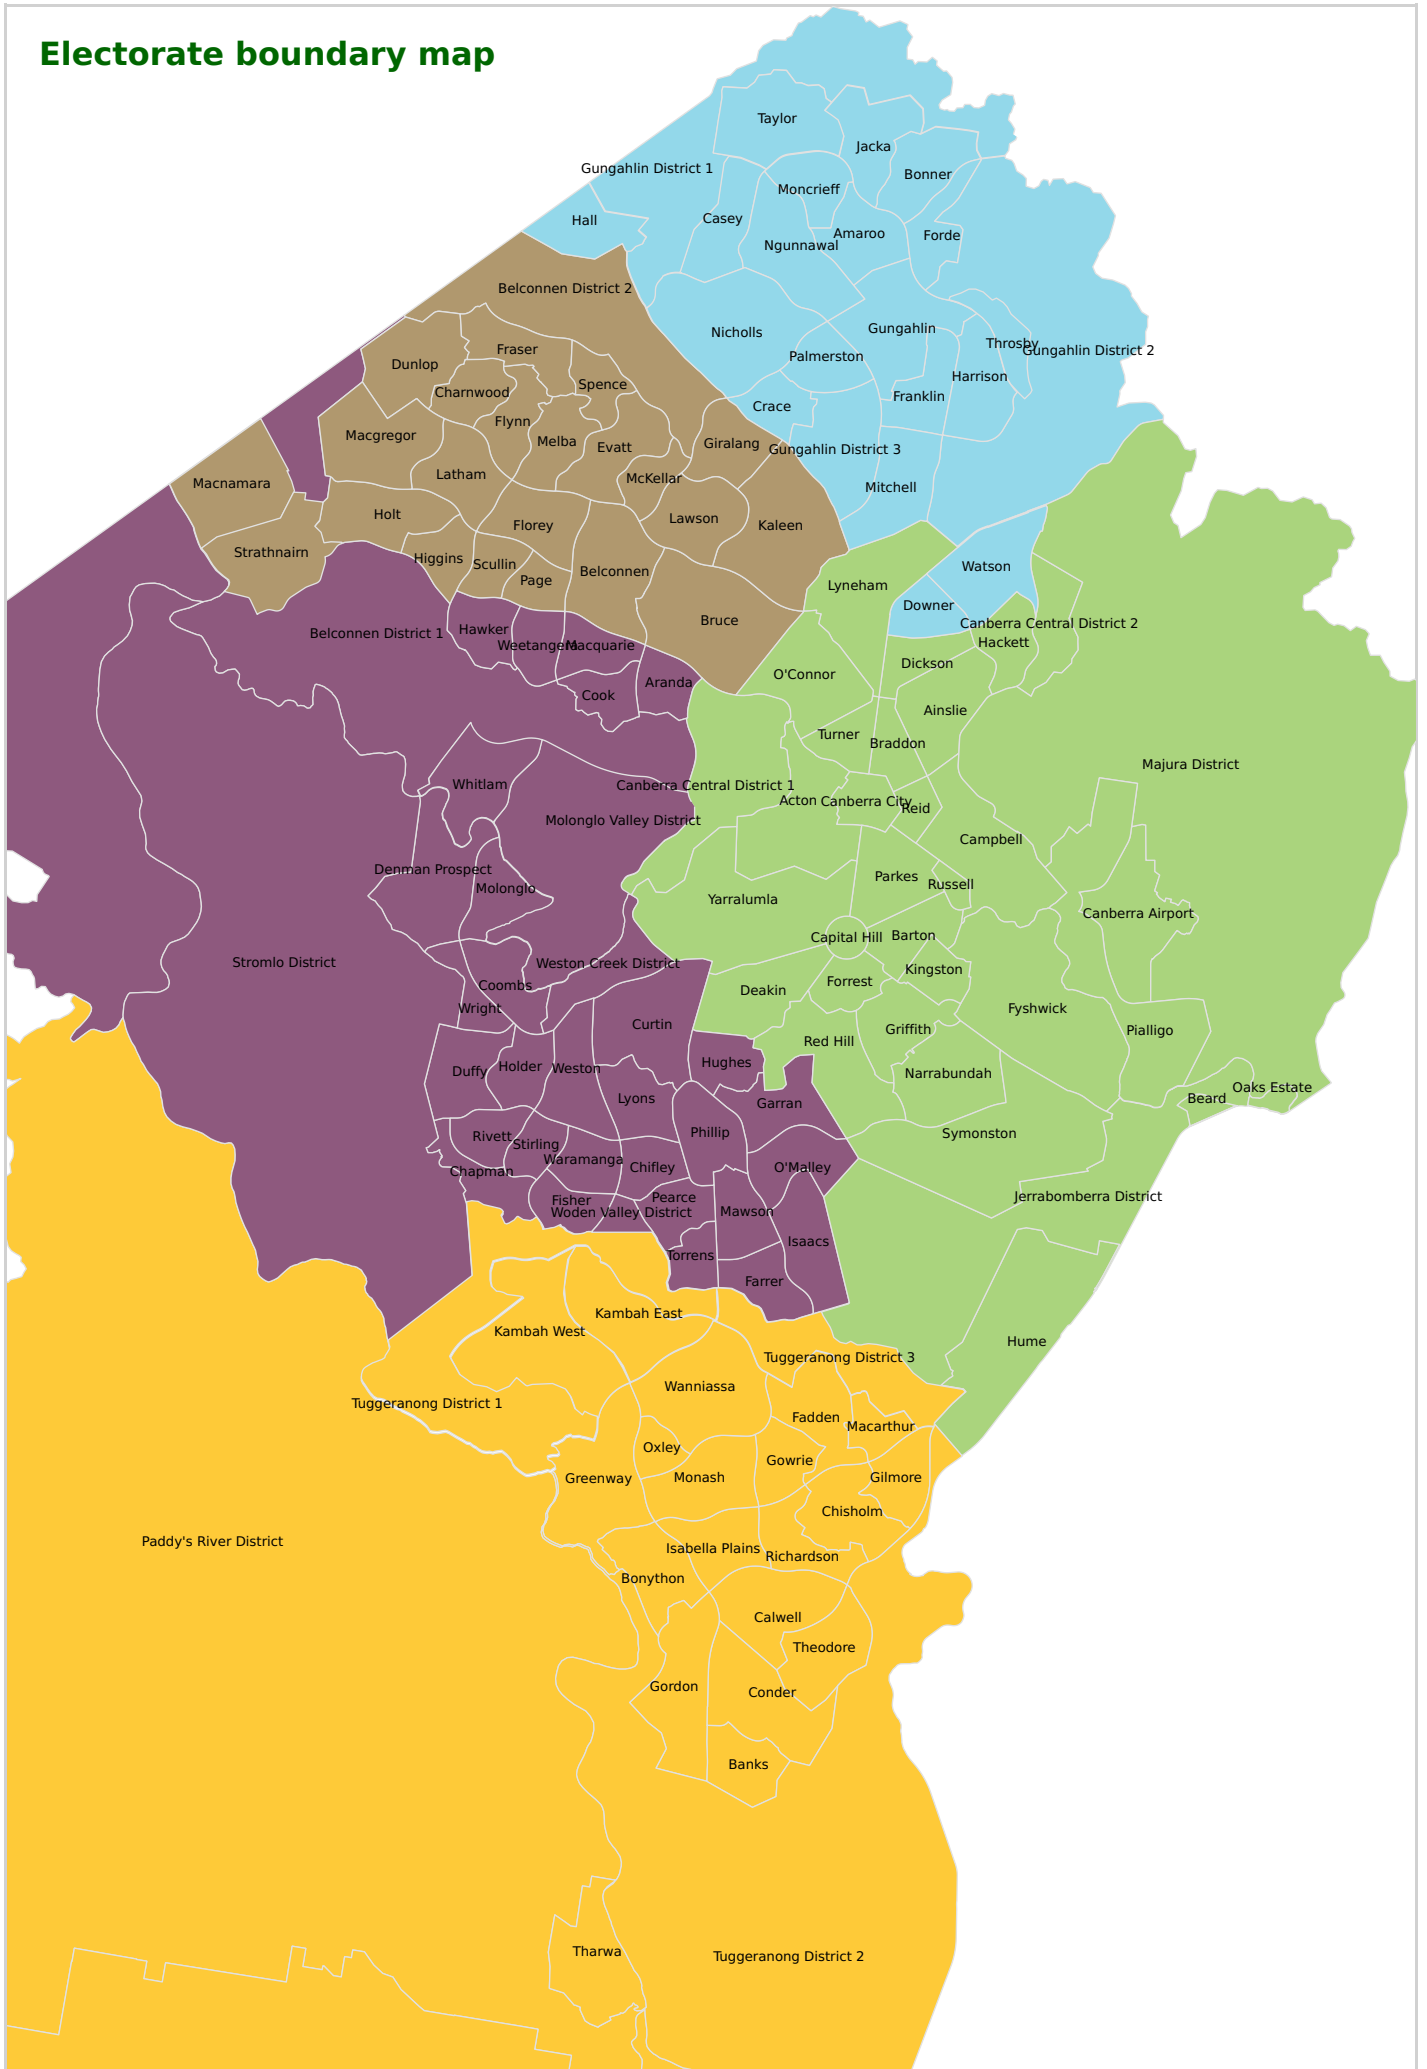 Electorate boundary map
Taylor
Jacka
Gungahlin District 1
Bonner
Moncrieff
Hall
Casey
Amaroo
Forde
Ngunnawal
Belconnen District 2
Nicholls
Gungahlin
Throsby
Gungahlin District 2
Fraser
Palmerston
Dunlop
Harrison
Spence
Charnwood
Franklin
Crace
Flynn
Macgregor
Melba
Giralang
Evatt
Gungahlin District 3
Latham
McKellar
Macnamara
Mitchell
Holt
Lawson
Florey
Kaleen
Strathnairn
Higgins
Scullin
Watson
Belconnen
Page
Lyneham
Downer
Bruce
Canberra Central District 2
Hawker
Belconnen District 1
Weetangera
Macquarie
Hackett
Dickson
O'Connor
Aranda
Cook
Ainslie
Turner
Braddon
Majura District
Whitlam
Canberra Central District 1
Acton
Canberra City
Reid
Molonglo Valley District
Campbell
Denman Prospect
Parkes
Russell
Molonglo
Yarralumla
Canberra Airport
Capital Hill
Barton
Stromlo District
Weston Creek District
Kingston
Forrest
Coombs
Deakin
Wright
Fyshwick
Curtin
Griffith
Pialligo
Red Hill
Hughes
Holder
Weston
Duffy
Narrabundah
Oaks Estate
Lyons
Beard
Garran
Phillip
Symonston
Rivett
Stirling
Waramanga
Chifley
O'Malley
Chapman
Jerrabomberra District
Pearce
Fisher
Woden Valley District
Mawson
Isaacs
Torrens
Farrer
Kambah East
Kambah West
Hume
Tuggeranong District 3
Wanniassa
Tuggeranong District 1
Fadden
Macarthur
Oxley
Gowrie
Greenway
Monash
Gilmore
Chisholm
Paddy's River District
Isabella Plains
Richardson
Bonython
Calwell
Theodore
Gordon
Conder
Banks
Tharwa
Tuggeranong District 2